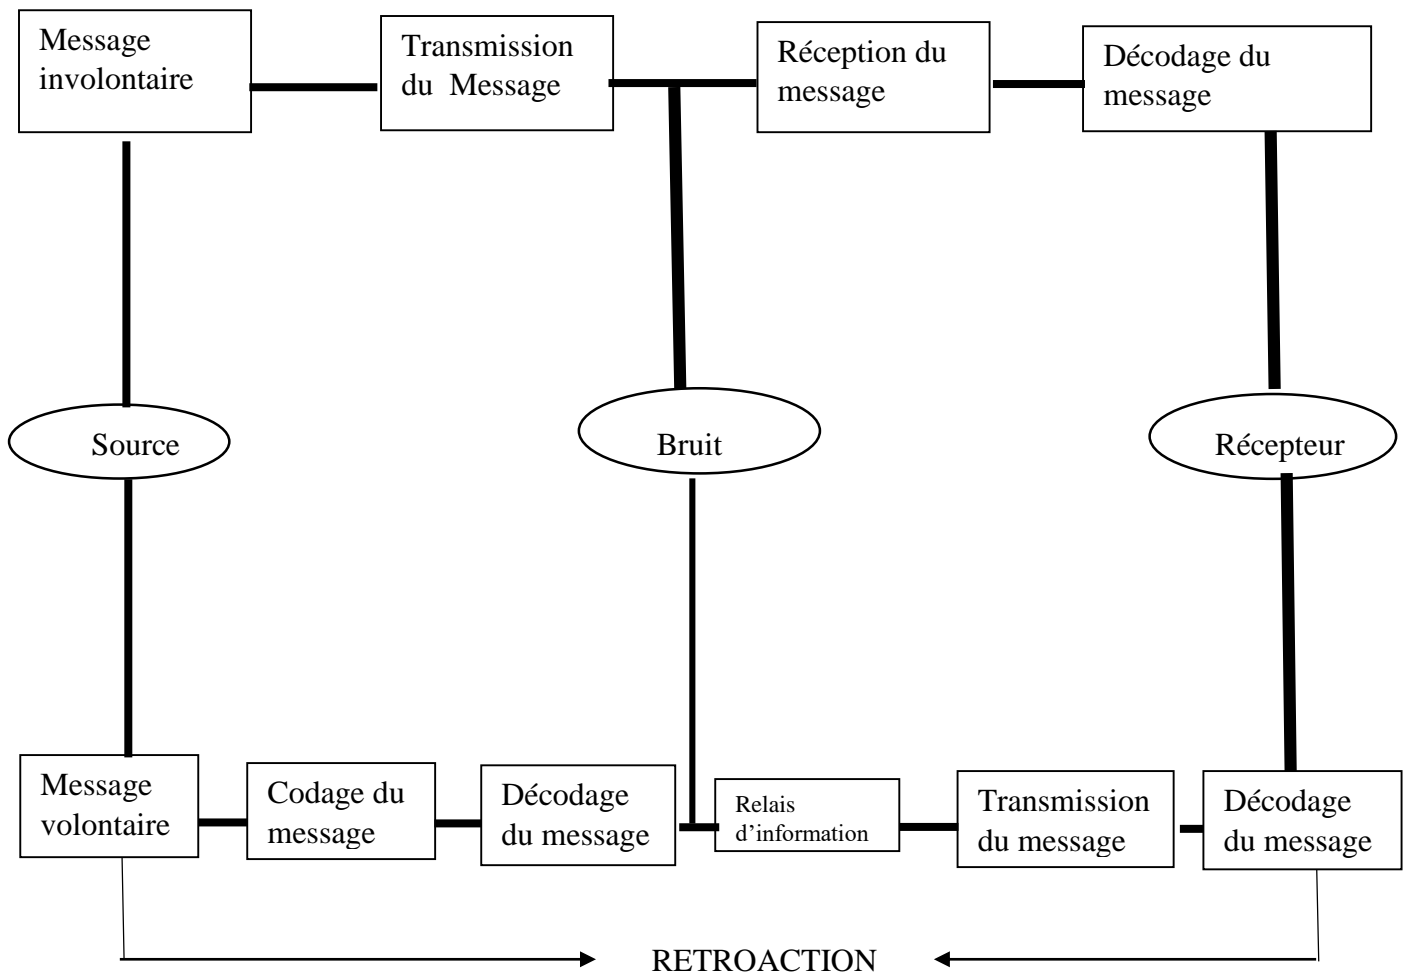 Message
involontaire
Transmission
du Message
Réception du
message
Décodage du
message
Source
Bruit
Récepteur
Message
volontaire
Codage du
message
Décodage
du message
Relais
d’information
Transmission
du message
Décodage
du message
RETROACTION